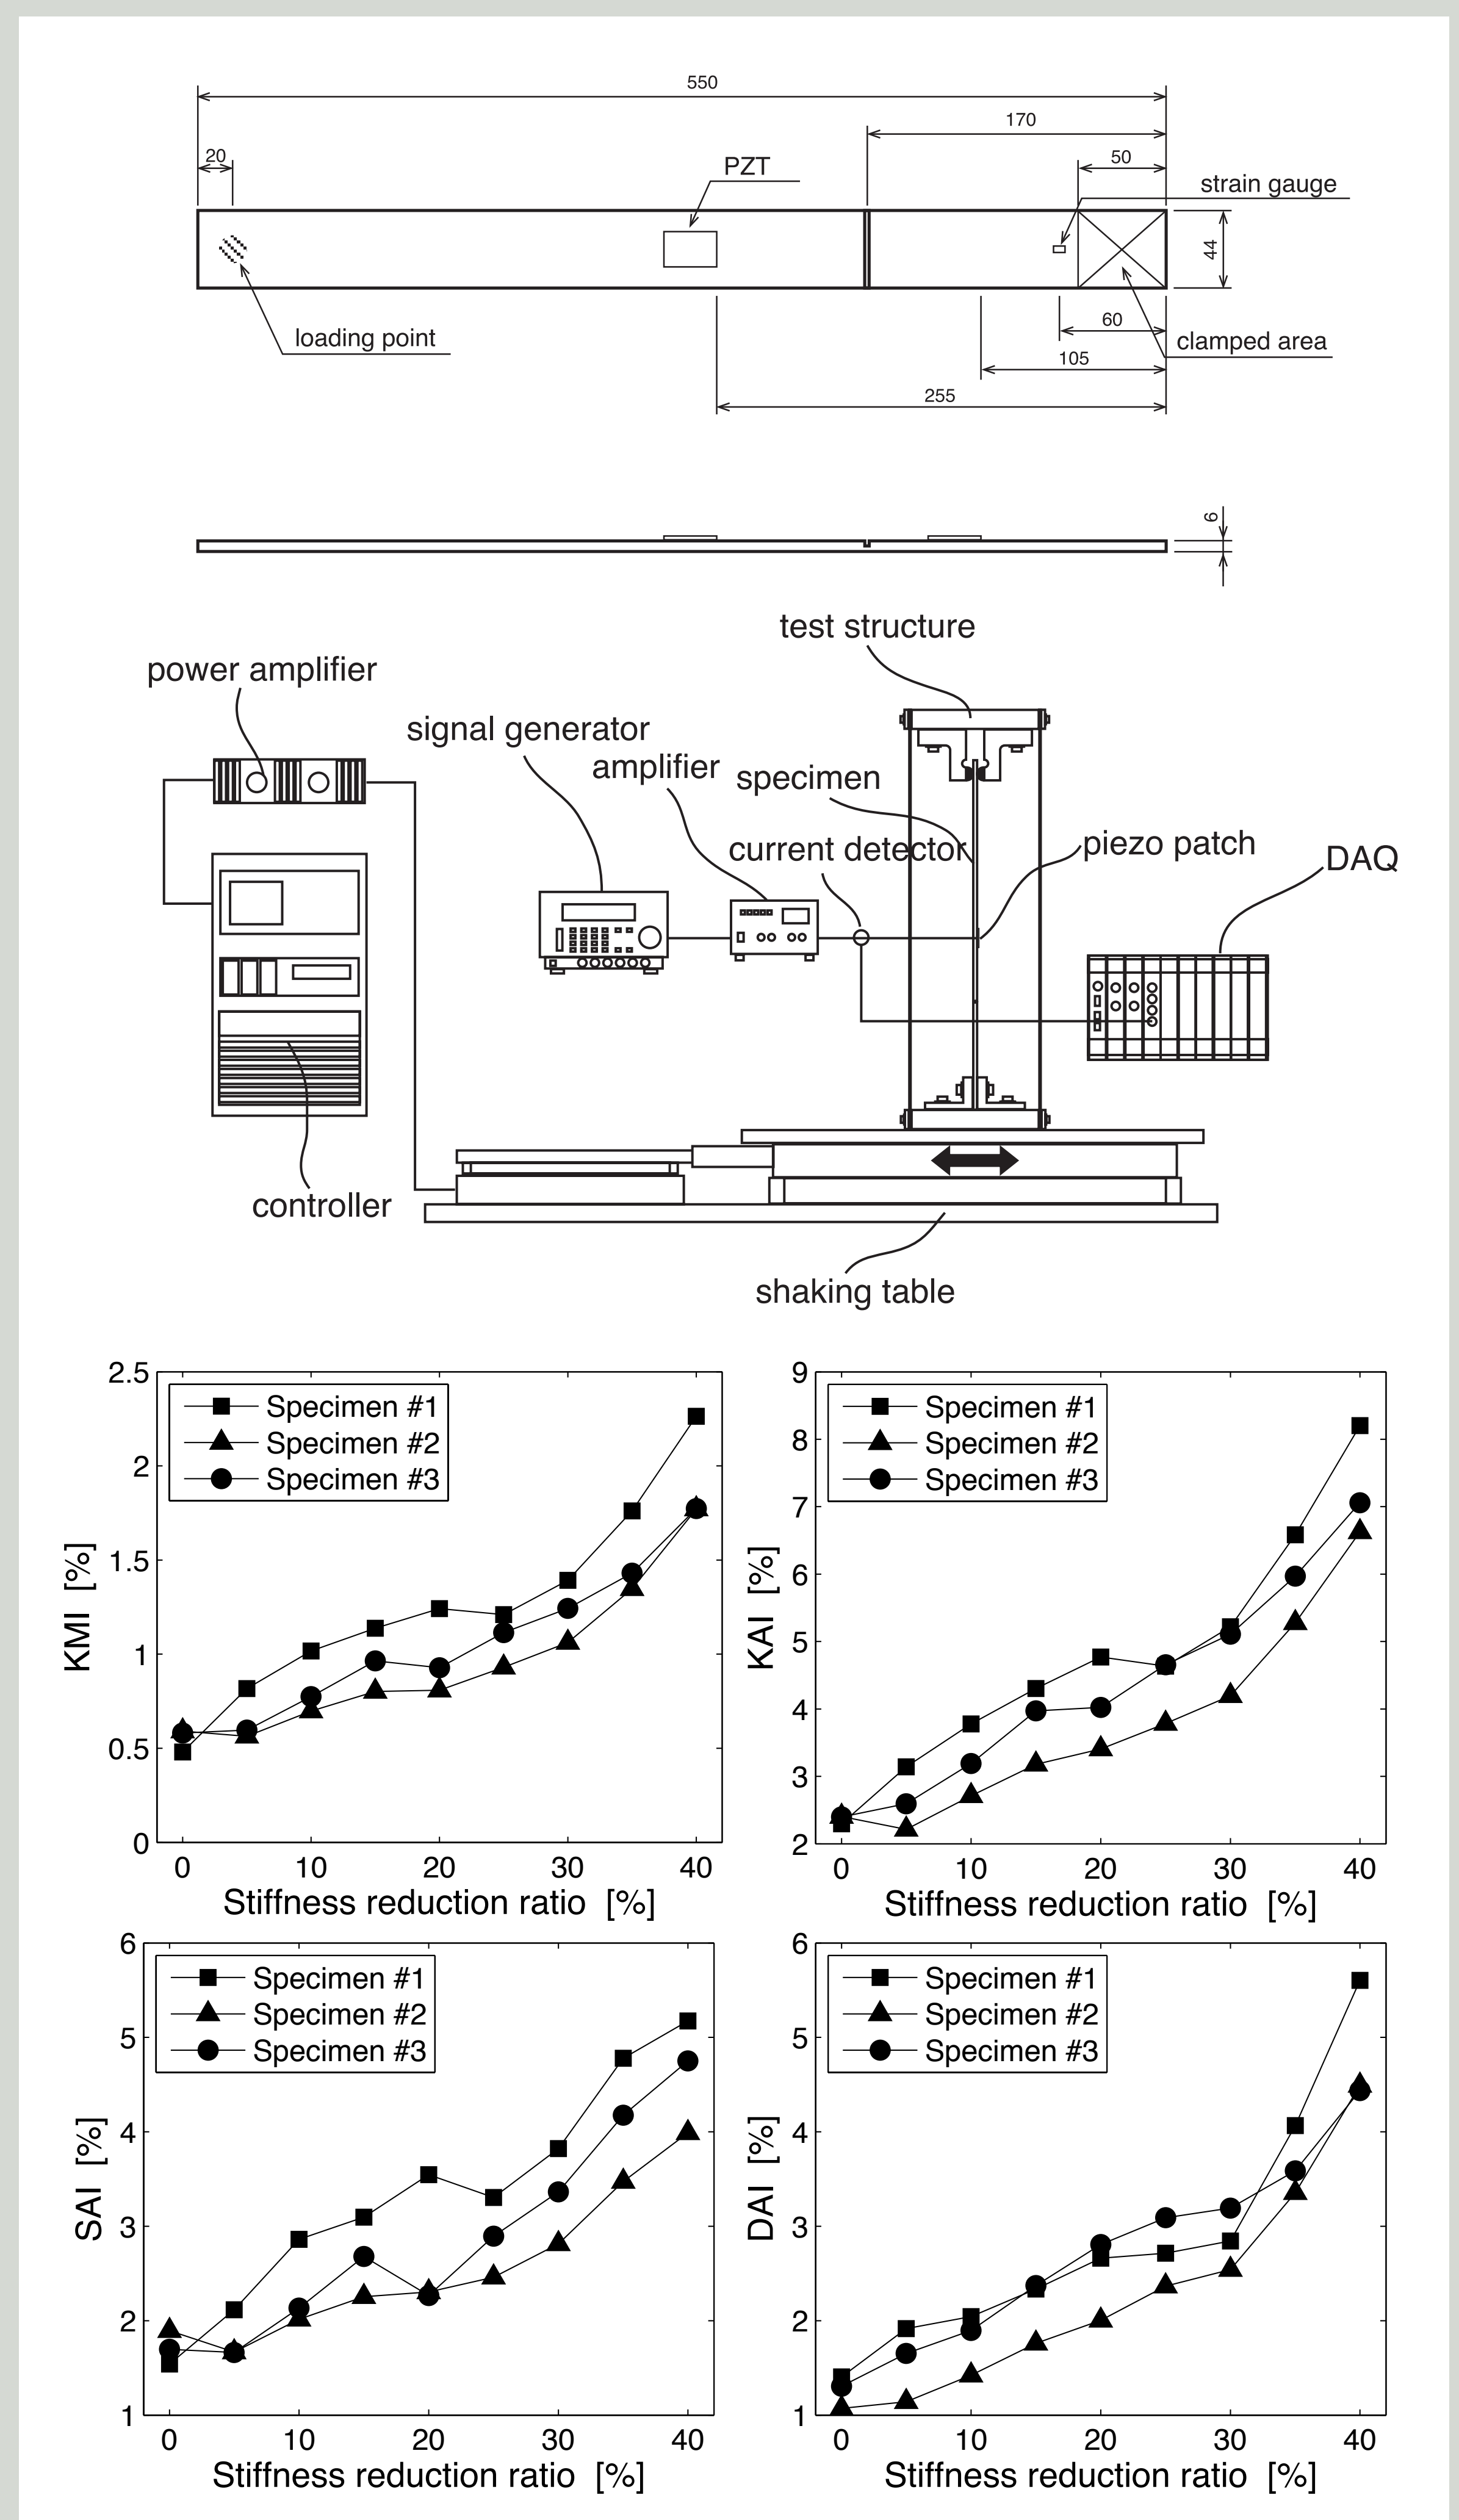 550
170
20
50
PZT
strain gauge
44
loading point
60
clamped area
105
255
6
test structure
power amplifier
signal generator
amplifier
specimen
current detector
piezo patch
DAQ
controller
shaking table
2.5
2
1.5
1
0.5
0
KMI [%]
Specimen #1
Specimen #2
Specimen #3
0 10 20 30 40
Stiffness reduction ratio [%]
9
8
7
6
5
4
3
2
KAI [%]
Specimen #1
Specimen #2
Specimen #3
0 10 20 30 40
Stiffness reduction ratio [%]
6
5
4
3
2
1
SAI [%]
Specimen #1
Specimen #2
Specimen #3
0 10 20 30 40
Stiffness reduction ratio [%]
6
5
4
3
2
1
DAI [%]
Specimen #1
Specimen #2
Specimen #3
0 10 20 30 40
Stiffness reduction ratio [%]